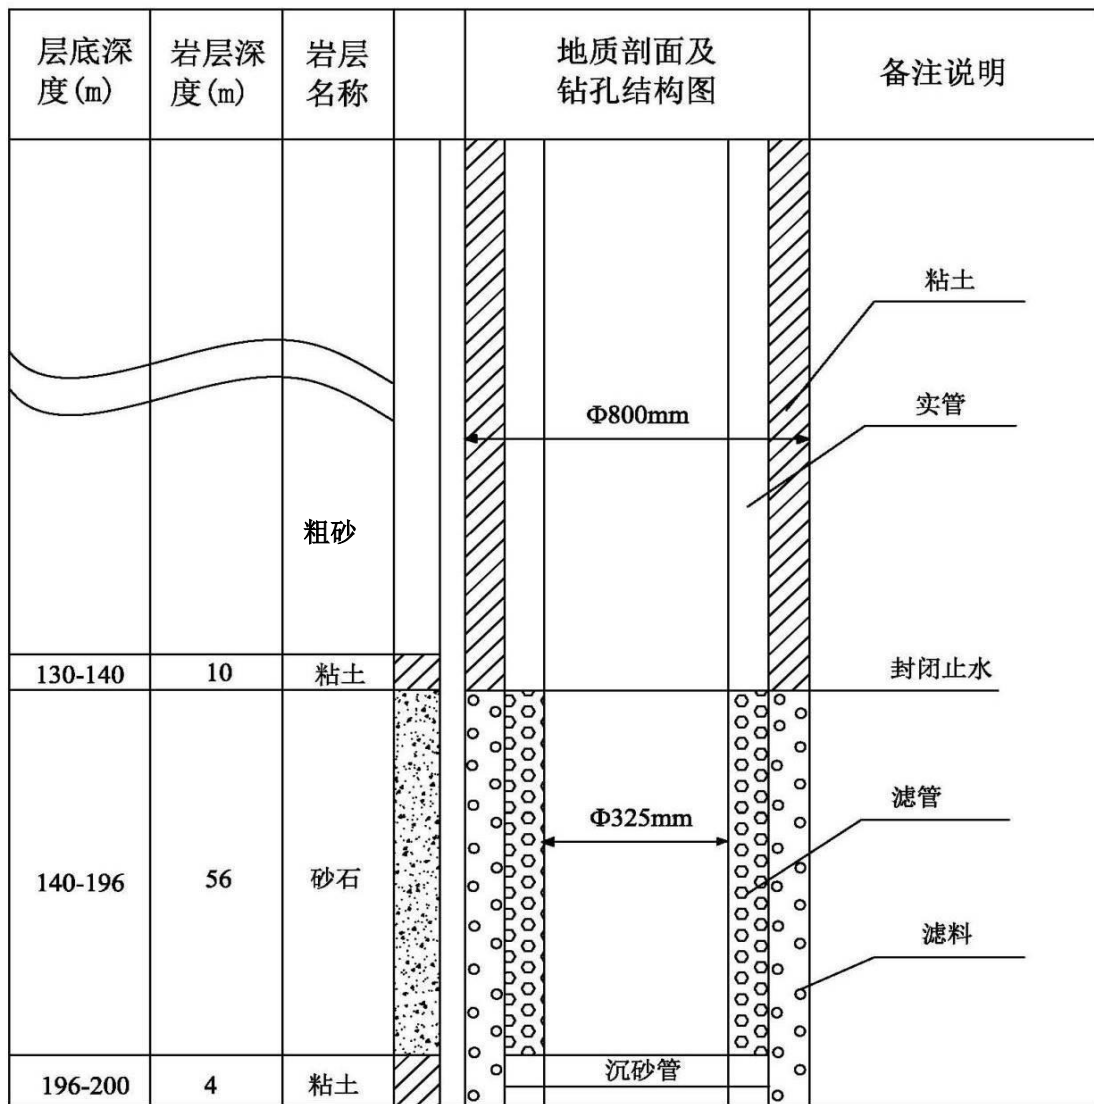 层底深
度(m)
岩层深
度(m)
岩层
名称
地质剖面及
钻孔结构图
备注说明
粘土
Φ800mm
实管
粗砂
130-140
10
粘土
封闭止水
滤管
Φ325mm
140-196
56
砂石
滤料
沉砂管
196-200
4
粘土